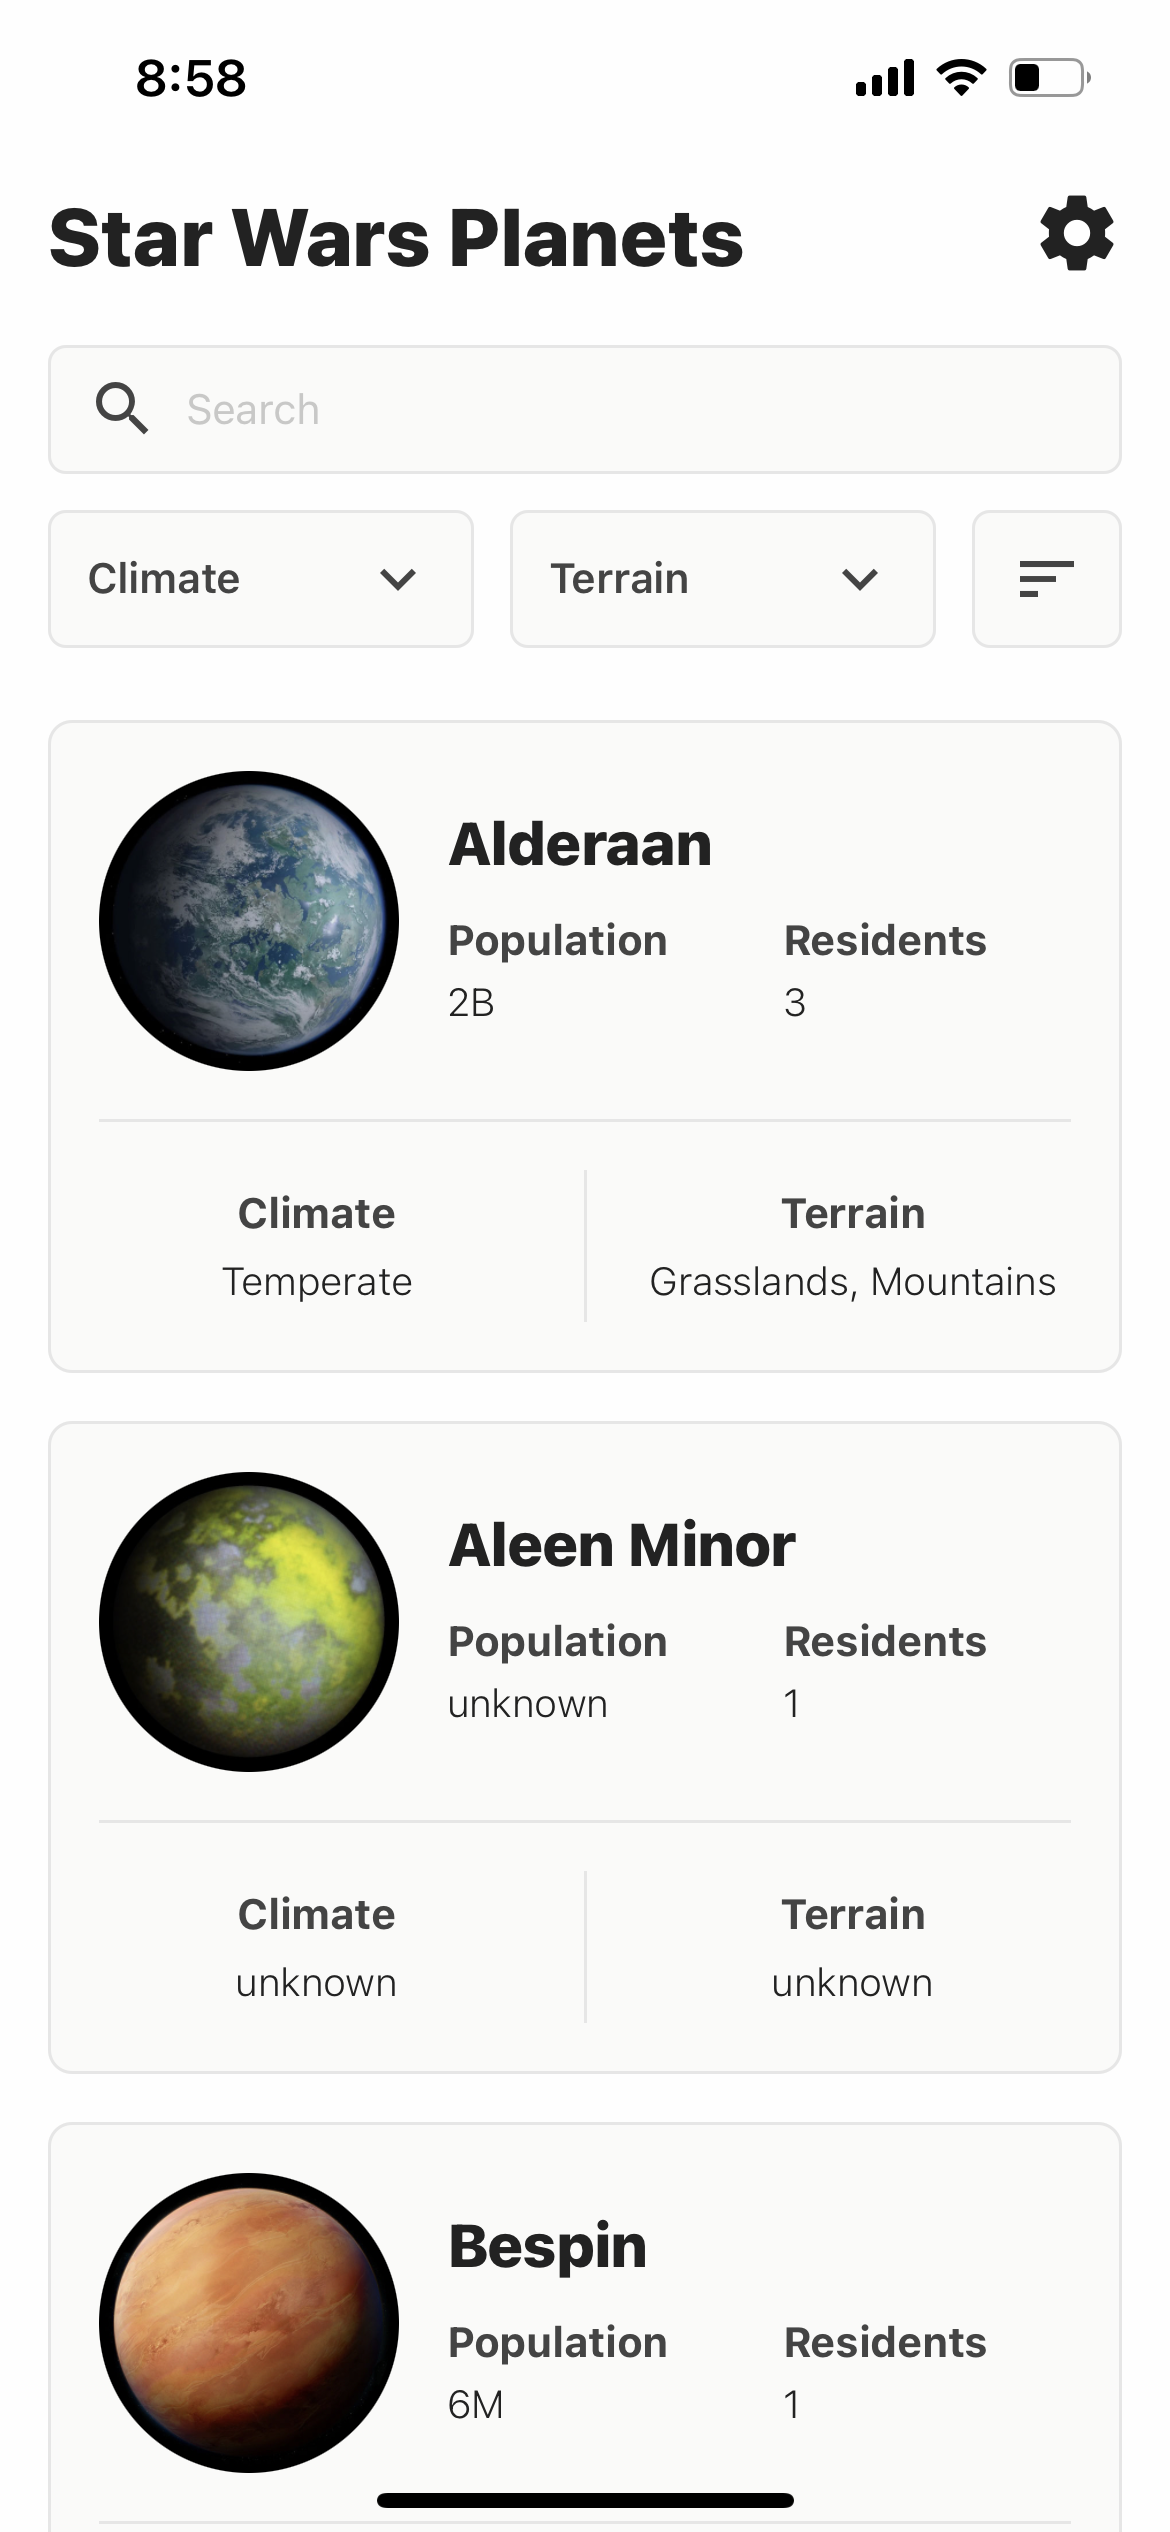 8:58
Star Wars Planets
Search
Climate Terrain
Alderaan
Population Residents
2B 3
Climate Terrain
Temperate Grasslands, Mountains
Aleen Minor
Population Residents
unknown 1
Climate Terrain
unknown unknown
Bespin
Population Residents
6M 1